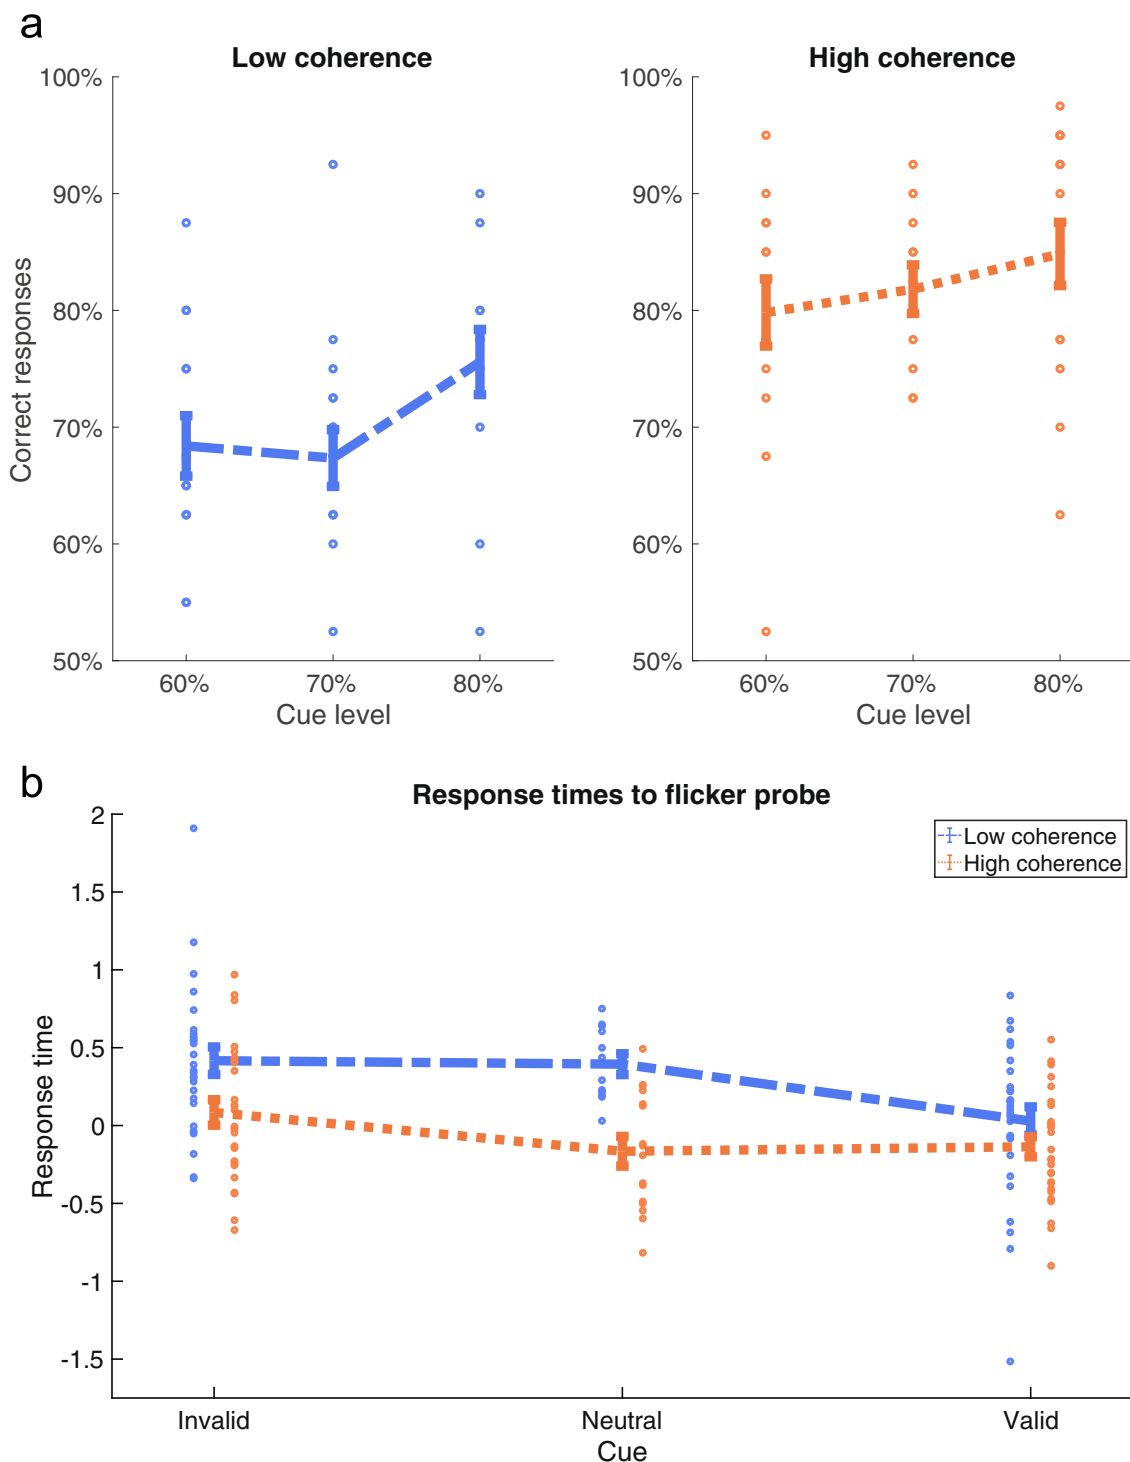 a
Low coherence
High coherence
100%
90%
80%
70%
60%
50%
Correct responses
60% 70% 80%
Cue level
100%
90%
80%
70%
60%
50%
60% 70% 80%
Cue level
b
Response times to flicker probe
Low coherence
High coherence
2
1.5
1
0.5
0
-0.5
-1
-1.5
Response time
Invalid Neutral Valid
Cue